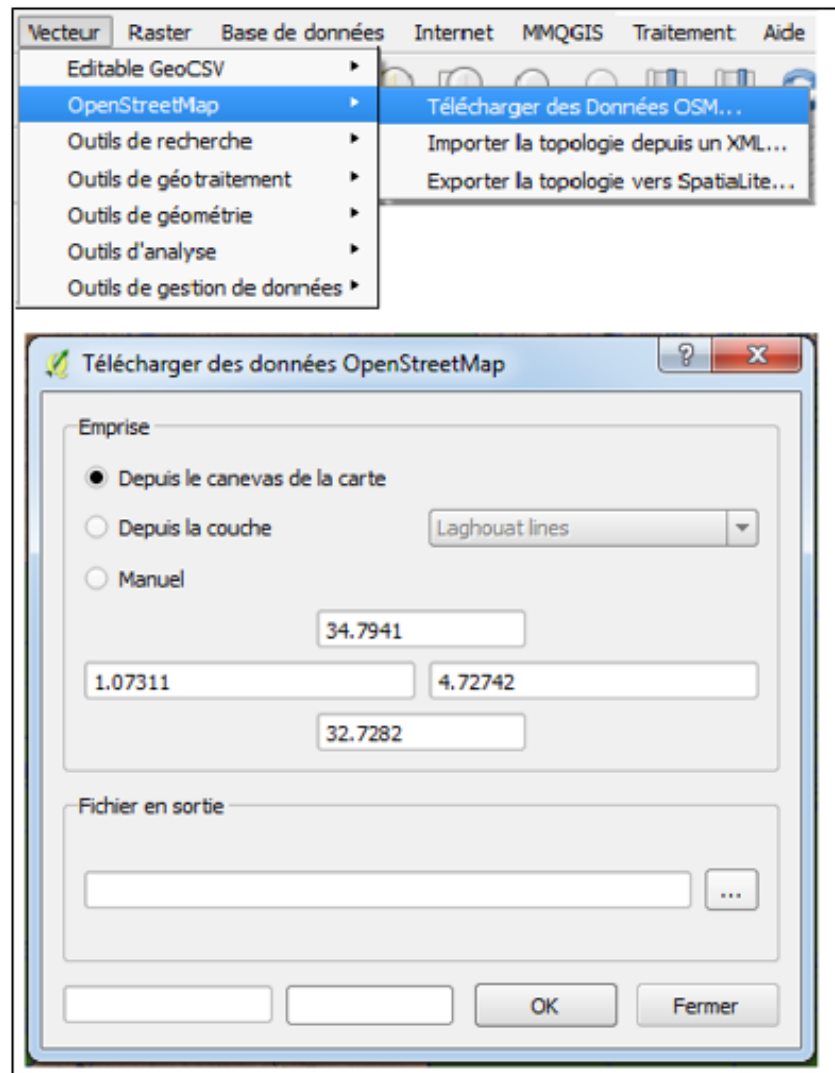 Vecteur Raster Base de données Internet MMQGIS Traitement Aide
Editable GeoCSV
OpenStreetMap
Télécharger des Données OSM...
Outils de recherche
Importer la topologie depuis un XML...
Outils de géotraitement
Exporter la topologie vers SpatiaLite...
Outils de géométrie
Outils d'analyse
Outils de gestion de données
Télécharger des données OpenStreetMap
?
Emprise
Depuis le canevas de la carte
Depuis la couche
Laghouat lines
Manuel
34.7941
1.07311
4.72742
32.7282
Fichier en sortie
...
OK
Fermer